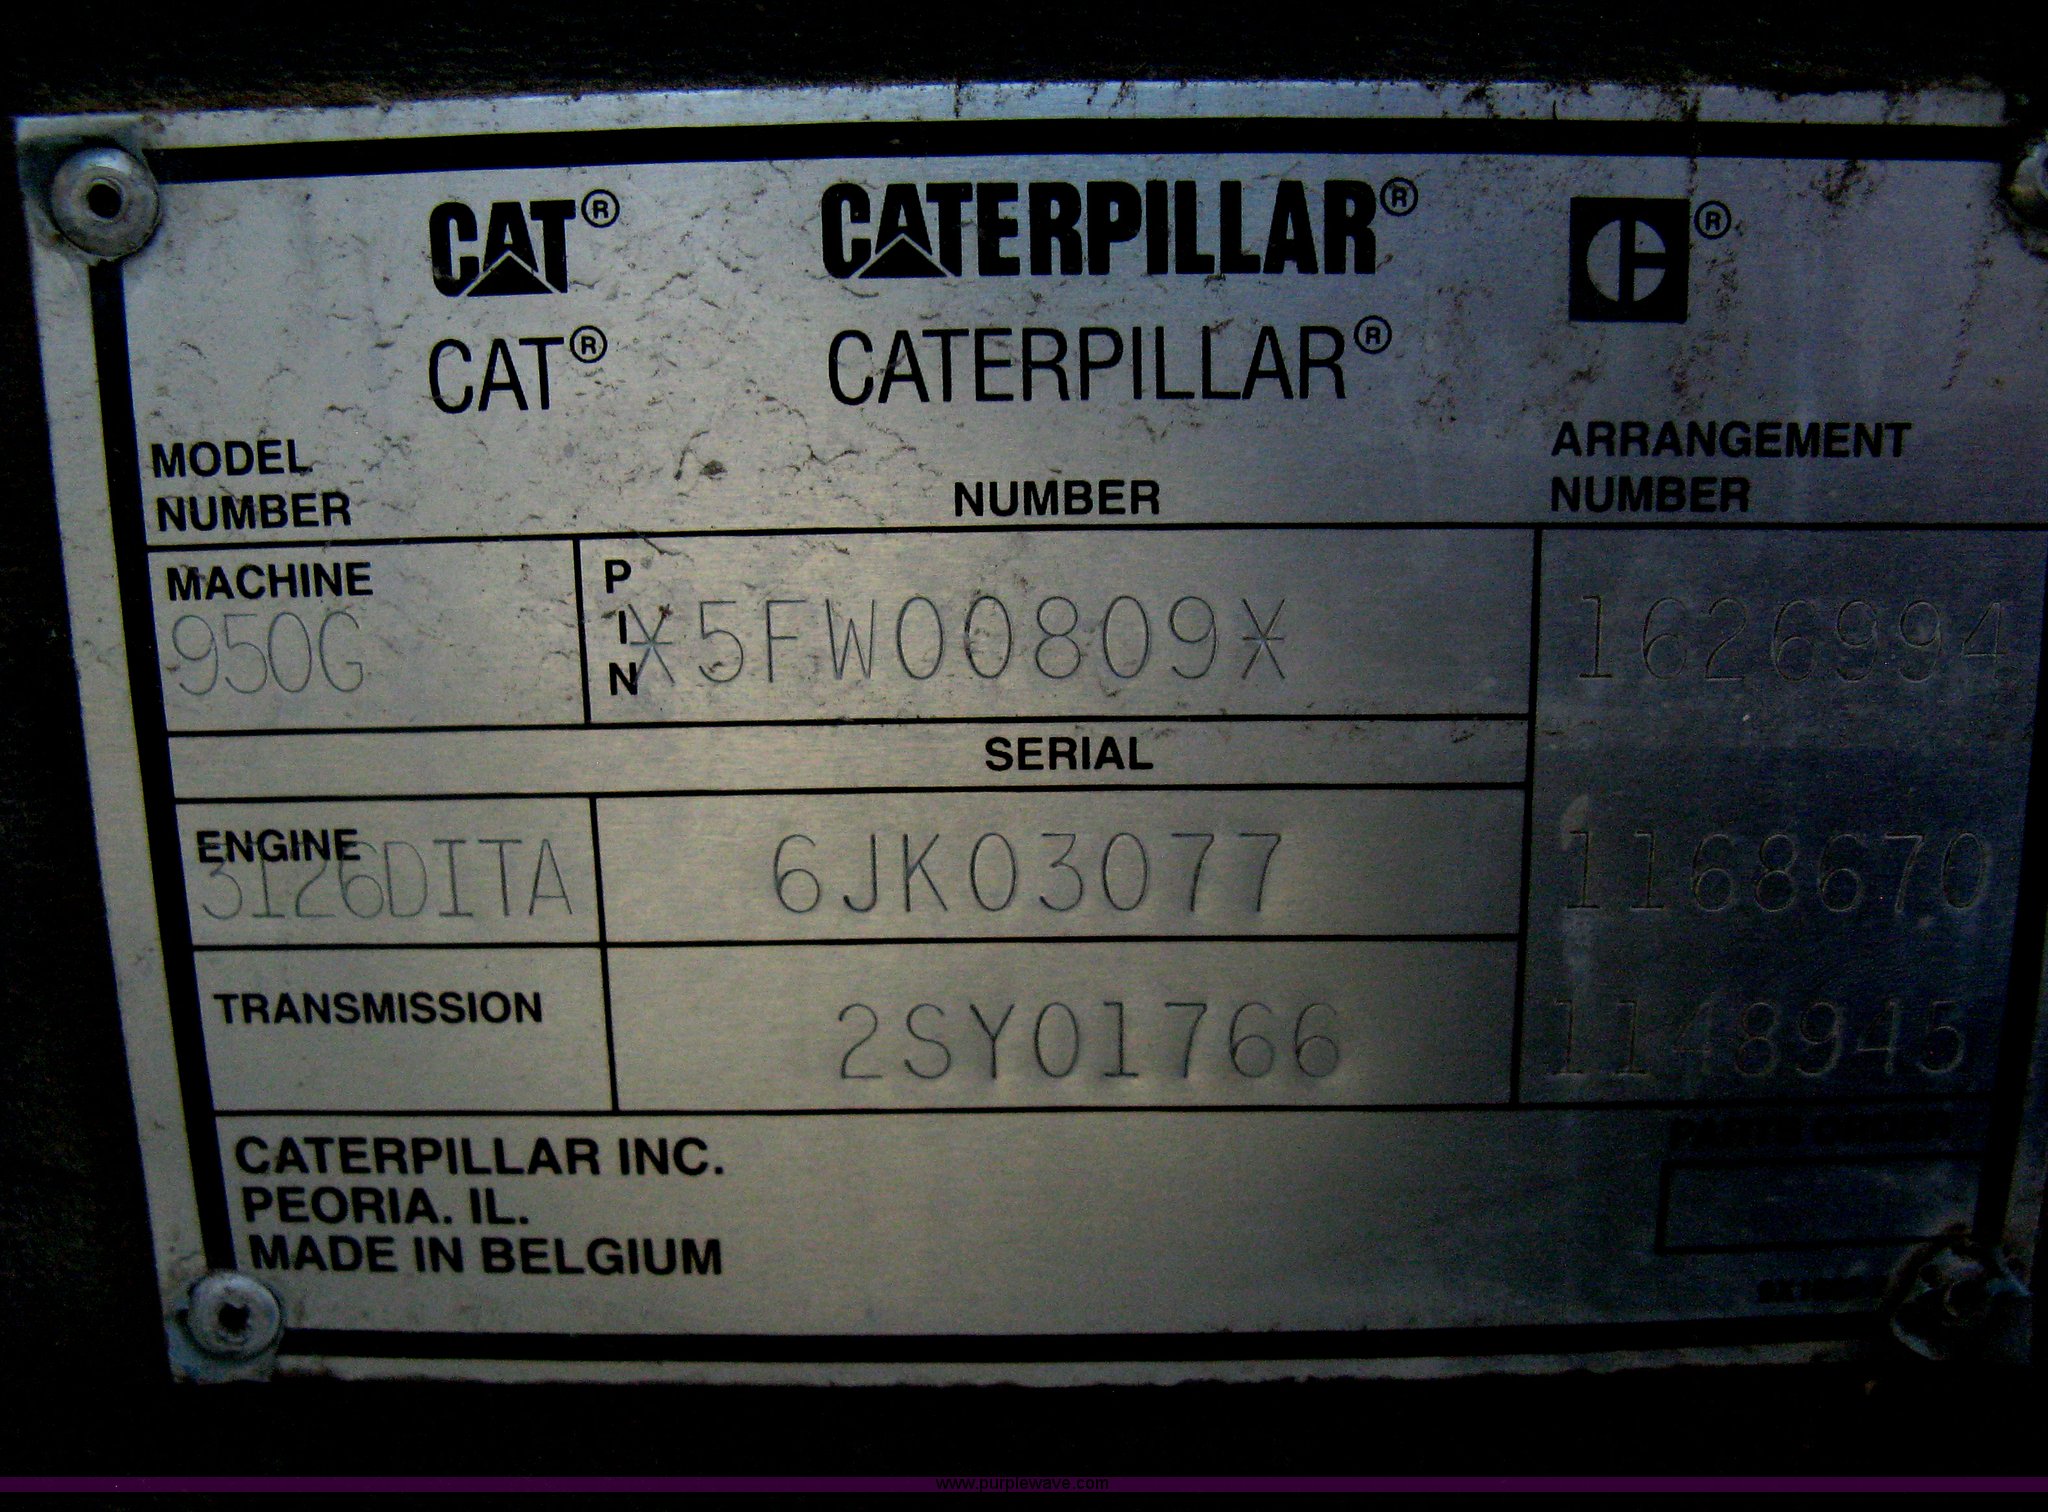 CAT® CATERPILLAR® ®
CAT® CATERPILLAR®
MODEL NUMBER
NUMBER
ARRANGEMENT NUMBER
MACHINE
950G
PIN
*5FW00809*
1626994
SERIAL
ENGINE
3126DITA
6JK03077
1168670
TRANSMISSION
2SY01766
1148945
CATERPILLAR INC.
PEORIA. IL.
MADE IN BELGIUM
www.purplewave.com